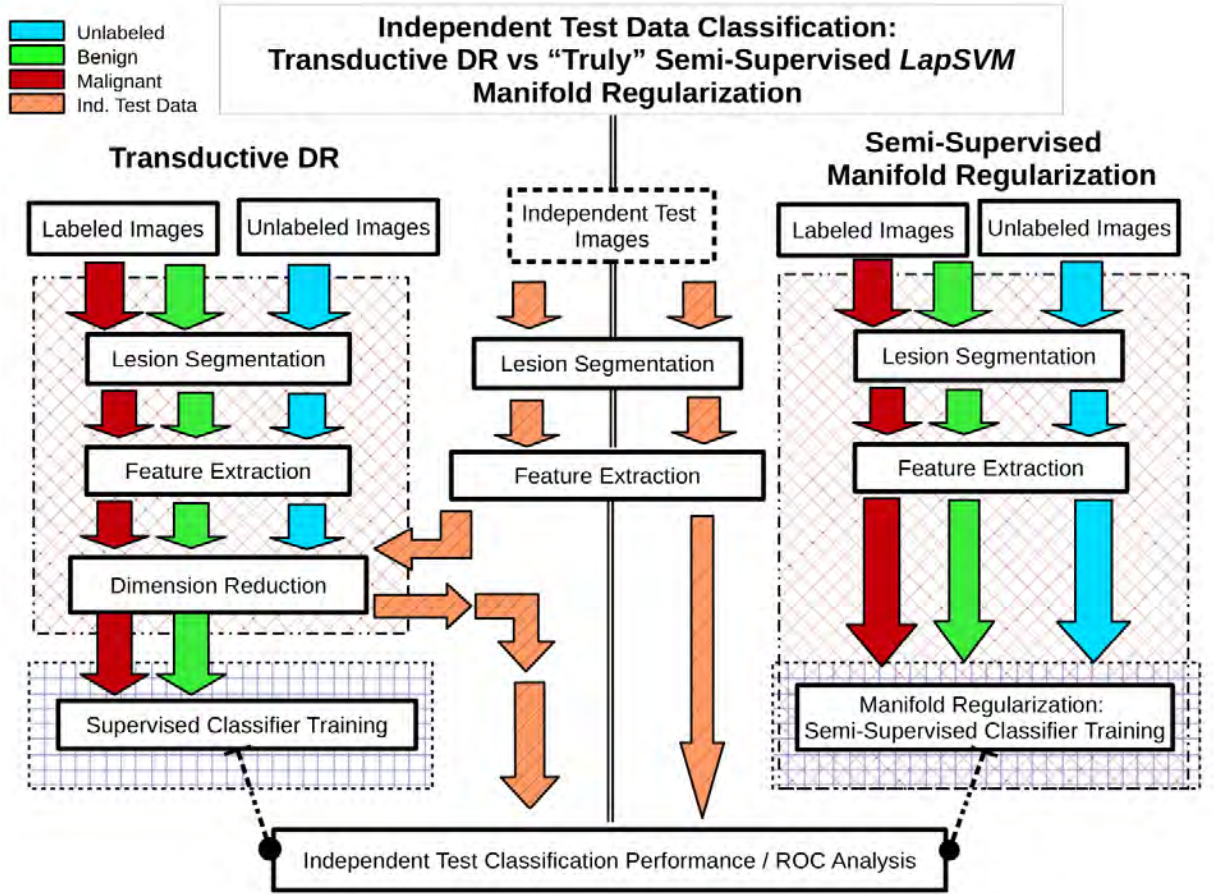 Unlabeled
Benign
Malignant
Ind. Test Data
Independent Test Data Classification:
Transductive DR vs “Truly” Semi-Supervised LapSVM
Manifold Regularization
Transductive DR
Labeled Images
Unlabeled Images
Lesion Segmentation
Feature Extraction
Dimension Reduction
Supervised Classifier Training
Independent Test
Images
Lesion Segmentation
Feature Extraction
Semi-Supervised
Manifold Regularization
Labeled Images
Unlabeled Images
Lesion Segmentation
Feature Extraction
Manifold Regularization:
Semi-Supervised Classifier Training
Independent Test Classification Performance / ROC Analysis